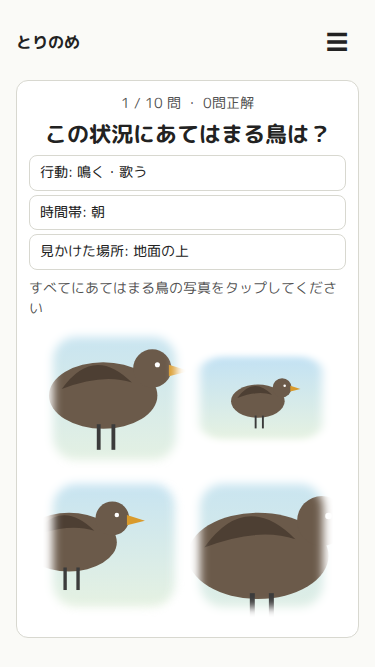 とりのめ
1 / 10 問 ・ 0問正解
この状況にあてはまる鳥は？
行動: 鳴く・歌う
時間帯: 朝
見かけた場所: 地面の上
すべてにあてはまる鳥の写真をタップしてくださ
い